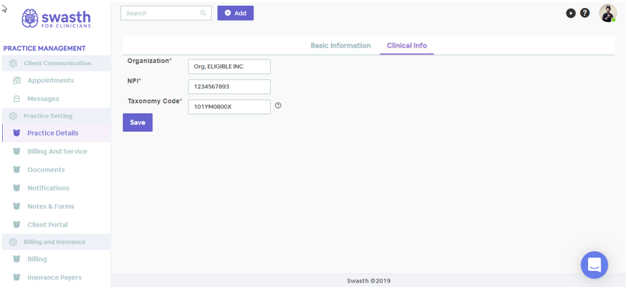 swasth
FOR CLINICIANS
Search
Add
PRACTICE MANAGEMENT
Client Communication
Appointments
Messages
Practice Setting
Practice Details
Billing And Service
Documents
Notifications
Notes & Forms
Client Portal
Billing and Insurance
Billing
Insurance Payers
Basic Information Clinical Info
Organization* Org. ELIGIBLE INC
NPI* 1234567893
Taxonomy Code* 101YM0800X
Save
Swasth ©2019